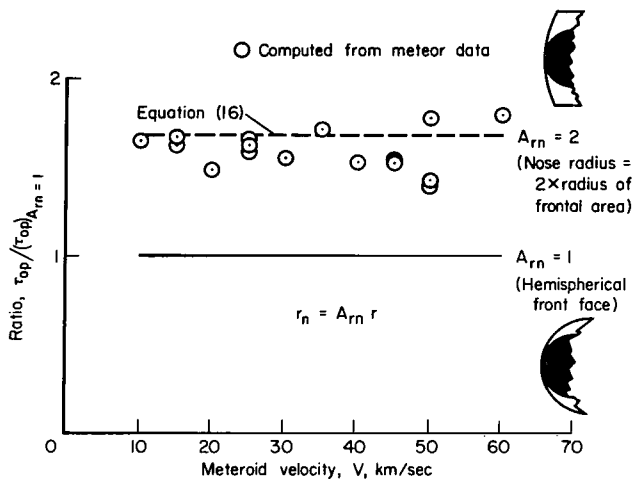 Computed from meteor data
2
Equation (16)
A_rn = 2
(Nose radius =
2 × radius of
frontal area)
Ratio, τ_op/(τ_op)_{A_rn = 1}
1
A_rn = 1
(Hemispherical
front face)
r_n = A_rn r
0 10 20 30 40 50 60 70
Meteroid velocity, V, km/sec